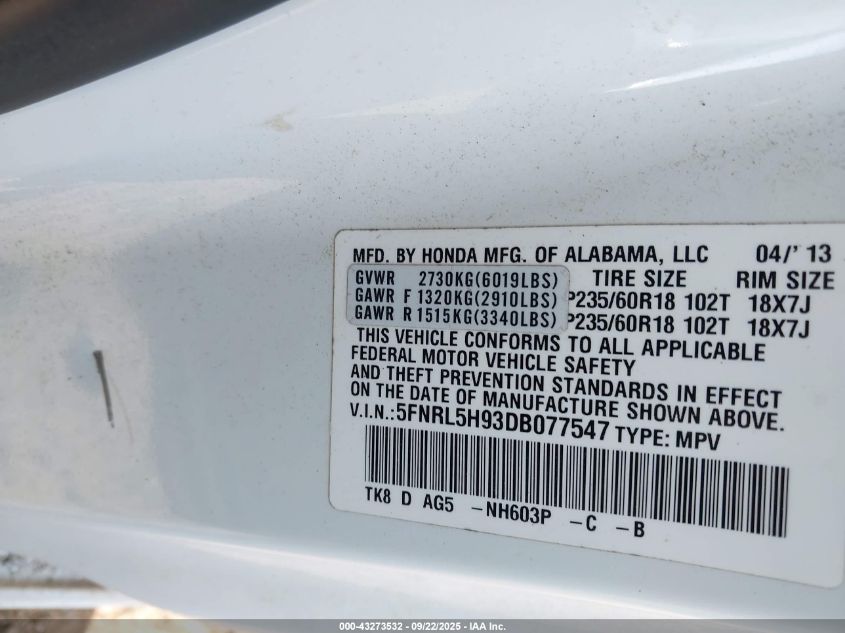 MFD. BY HONDA MFG. OF ALABAMA, LLC 04/'13
GVWR 2730KG(6019LBS) TIRE SIZE RIM SIZE
GAWR F1320KG(2910LBS) P235/60R18 102T 18X7J
GAWR R1515KG(3340LBS) P235/60R18 102T 18X7J
THIS VEHICLE CONFORMS TO ALL APPLICABLE
FEDERAL MOTOR VEHICLE SAFETY
AND THEFT PREVENTION STANDARDS IN EFFECT
ON THE DATE OF MANUFACTURE SHOWN ABOVE.
V.I.N.:5FNRL5H93DB077547 TYPE: MPV
TK8 D AG5 -NH603P -C -B
000-43273532 - 09/22/2025 - IAA Inc.